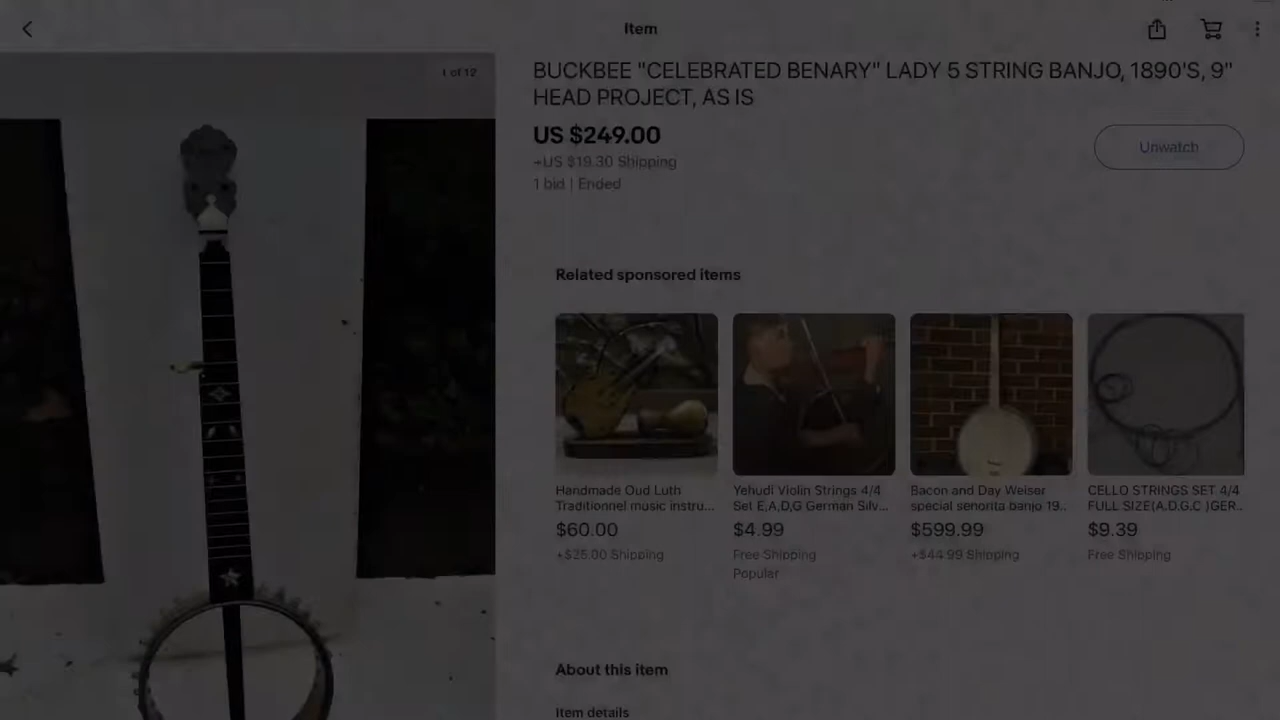 Item
1 of 12
BUCKBEE "CELEBRATED BENARY" LADY 5 STRING BANJO, 1890'S, 9"
HEAD PROJECT, AS IS
US $249.00
+US $19.30 Shipping
1 bid | Ended
Unwatch
Related sponsored items
Handmade Oud Luth
Traditionnel music instru...
$60.00
+$25.00 Shipping
Yehudi Violin Strings 4/4
Set E,A,D,G German Silv...
$4.99
Free Shipping
Popular
Bacon and Day Weiser
special senorita banjo 19..
$599.99
+$44.99 Shipping
CELLO STRINGS SET 4/4
FULL SIZE(A.D.G.C )GER..
$9.39
Free Shipping
About this item
Item details